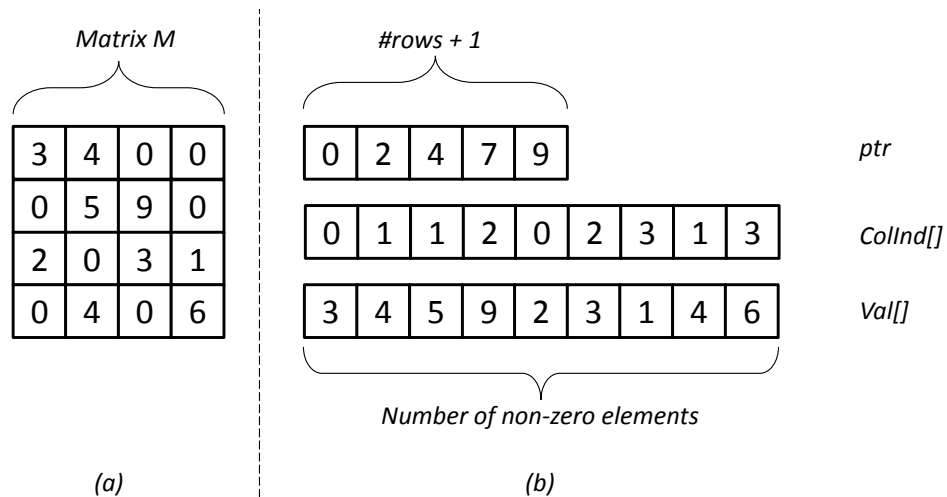 Matrix M
3 4 0 0
0 5 9 0
2 0 3 1
0 4 0 6
(a)
#rows + 1
0 2 4 7 9 ptr
0 1 1 2 0 2 3 1 3 ColInd[]
3 4 5 9 2 3 1 4 6 Val[]
Number of non-zero elements
(b)